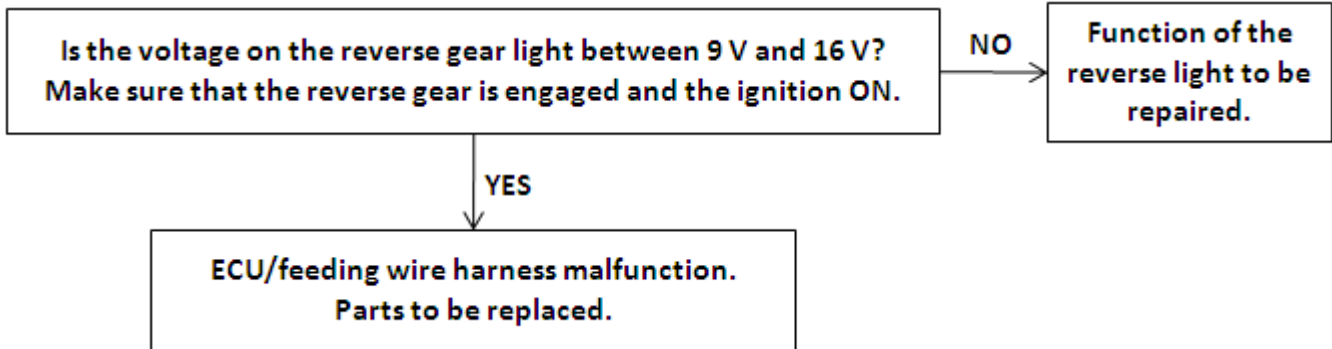 Is the voltage on the reverse gear light between 9 V and 16 V?
Make sure that the reverse gear is engaged and the ignition ON.
NO
Function of the
reverse light to be
repaired.
YES
ECU/feeding wire harness malfunction.
Parts to be replaced.